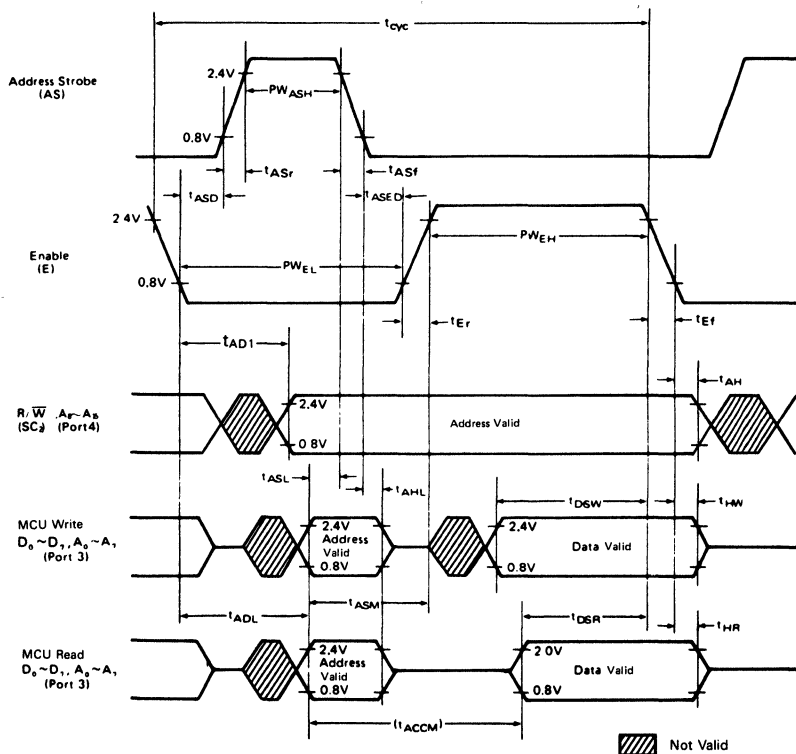 tcyc
Address Strobe
(AS)
2.4V
PWASH
0.8V
tASr
tASf
tASD
tASED
2.4V
Enable
(E)
PWEH
0.8V
PWEL
tEr
tEf
tAD1
tAH
R/W̅ ,A₈~A₁₅
(SC₂) (Port4)
2.4V
Address Valid
0.8V
tASL
tAHL
tDSW
tHW
MCU Write
D₀~D₇,A₀~A₇
(Port 3)
2.4V
Address
Valid
0.8V
2.4V
Data Valid
0.8V
tADL
tASM
tDSR
tHR
MCU Read
D₀~D₇,A₀~A₇
(Port 3)
2.4V
Address
Valid
0.8V
2.0V
Data Valid
0.8V
(tACCM)
Not Valid